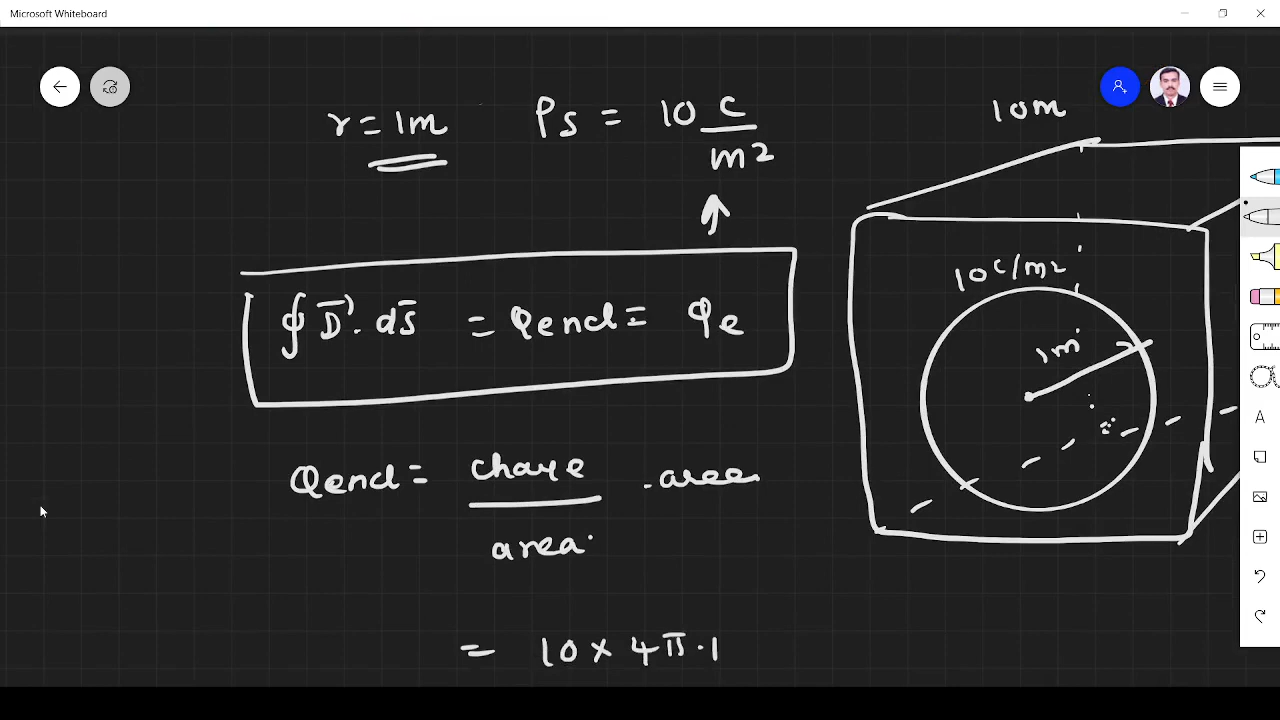 Microsoft Whiteboard
r = 1m ρs = 10 C/m2
10m
10 C/m2
∮ D̅ . ds̅ = Qencl = Qe
1m
Qencl = charge/area . area
= 10 × 4π . 1
A